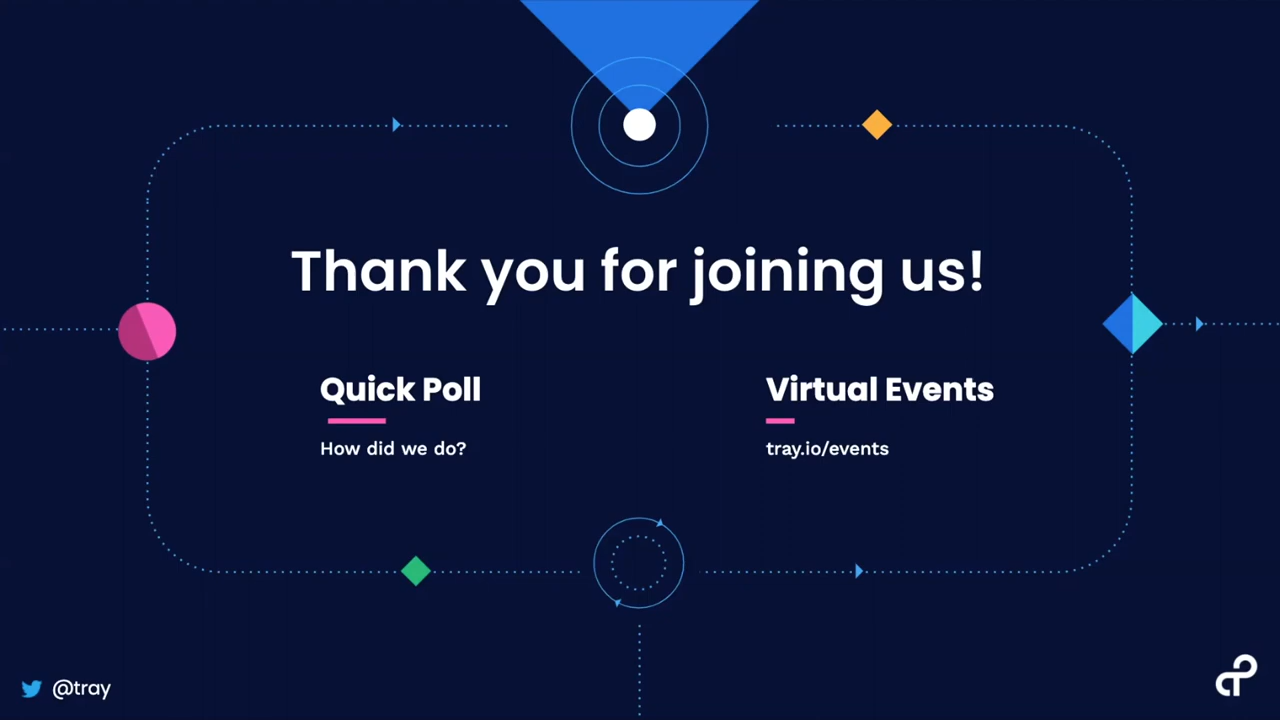 Thank you for joining us!
Quick Poll
How did we do?
Virtual Events
tray.io/events
@tray